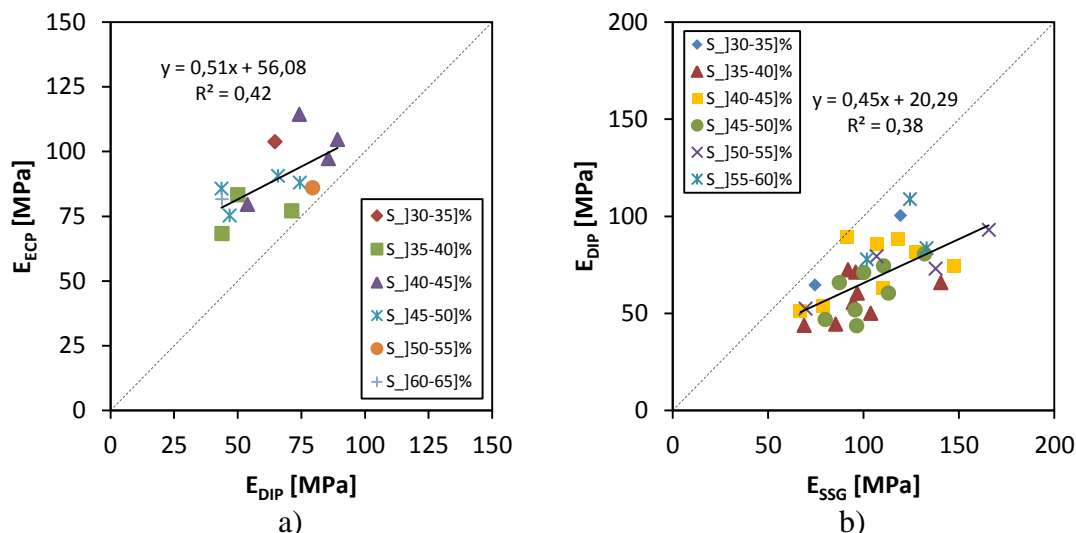 150
125
100
75
50
25
0
E_ECP [MPa]
y = 0,51x + 56,08
R² = 0,42
S_]30-35]%
S_]35-40]%
S_]40-45]%
S_]45-50]%
S_]50-55]%
S_]60-65]%
0 25 50 75 100 125 150
E_DIP [MPa]
a)
200
150
100
50
0
E_DIP [MPa]
S_]30-35]%
S_]35-40]%
S_]40-45]%
S_]45-50]%
S_]50-55]%
S_]55-60]%
y = 0,45x + 20,29
R² = 0,38
0 50 100 150 200
E_SSG [MPa]
b)